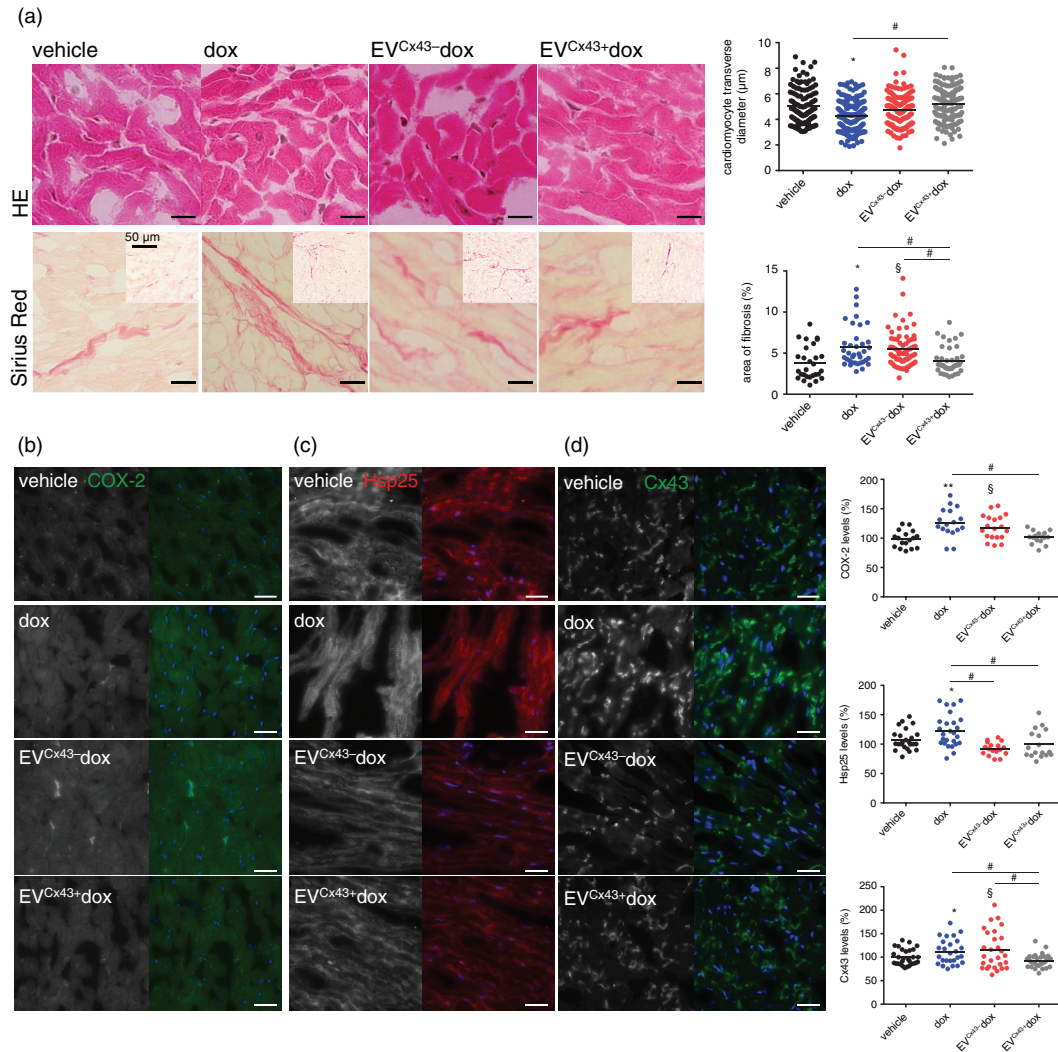 (a)
vehicle
dox
EVCx43–dox
EVCx43+dox
HE
Sirius Red
50 µm
#
*
cardiomyocyte transverse
diameter (µm)
10
8
6
4
2
0
vehicle
dox
EVCx43–dox
EVCx43+dox
#
#
*
§
area of fibrosis (%)
15
10
5
0
vehicle
dox
EVCx43–dox
EVCx43+dox
(b)
vehicle COX-2
dox
EVCx43–dox
EVCx43+dox
(c)
vehicle Hsp25
dox
EVCx43–dox
EVCx43+dox
(d)
vehicle Cx43
dox
EVCx43–dox
EVCx43+dox
#
**
§
COX-2 levels (%)
200
150
100
50
0
vehicle
dox
EVCx43–dox
EVCx43+dox
#
#
*
Hsp25 levels (%)
200
150
100
50
0
vehicle
dox
EVCx43–dox
EVCx43+dox
#
#
*
§
Cx43 levels (%)
250
200
150
100
50
0
vehicle
dox
EVCx43–dox
EVCx43+dox